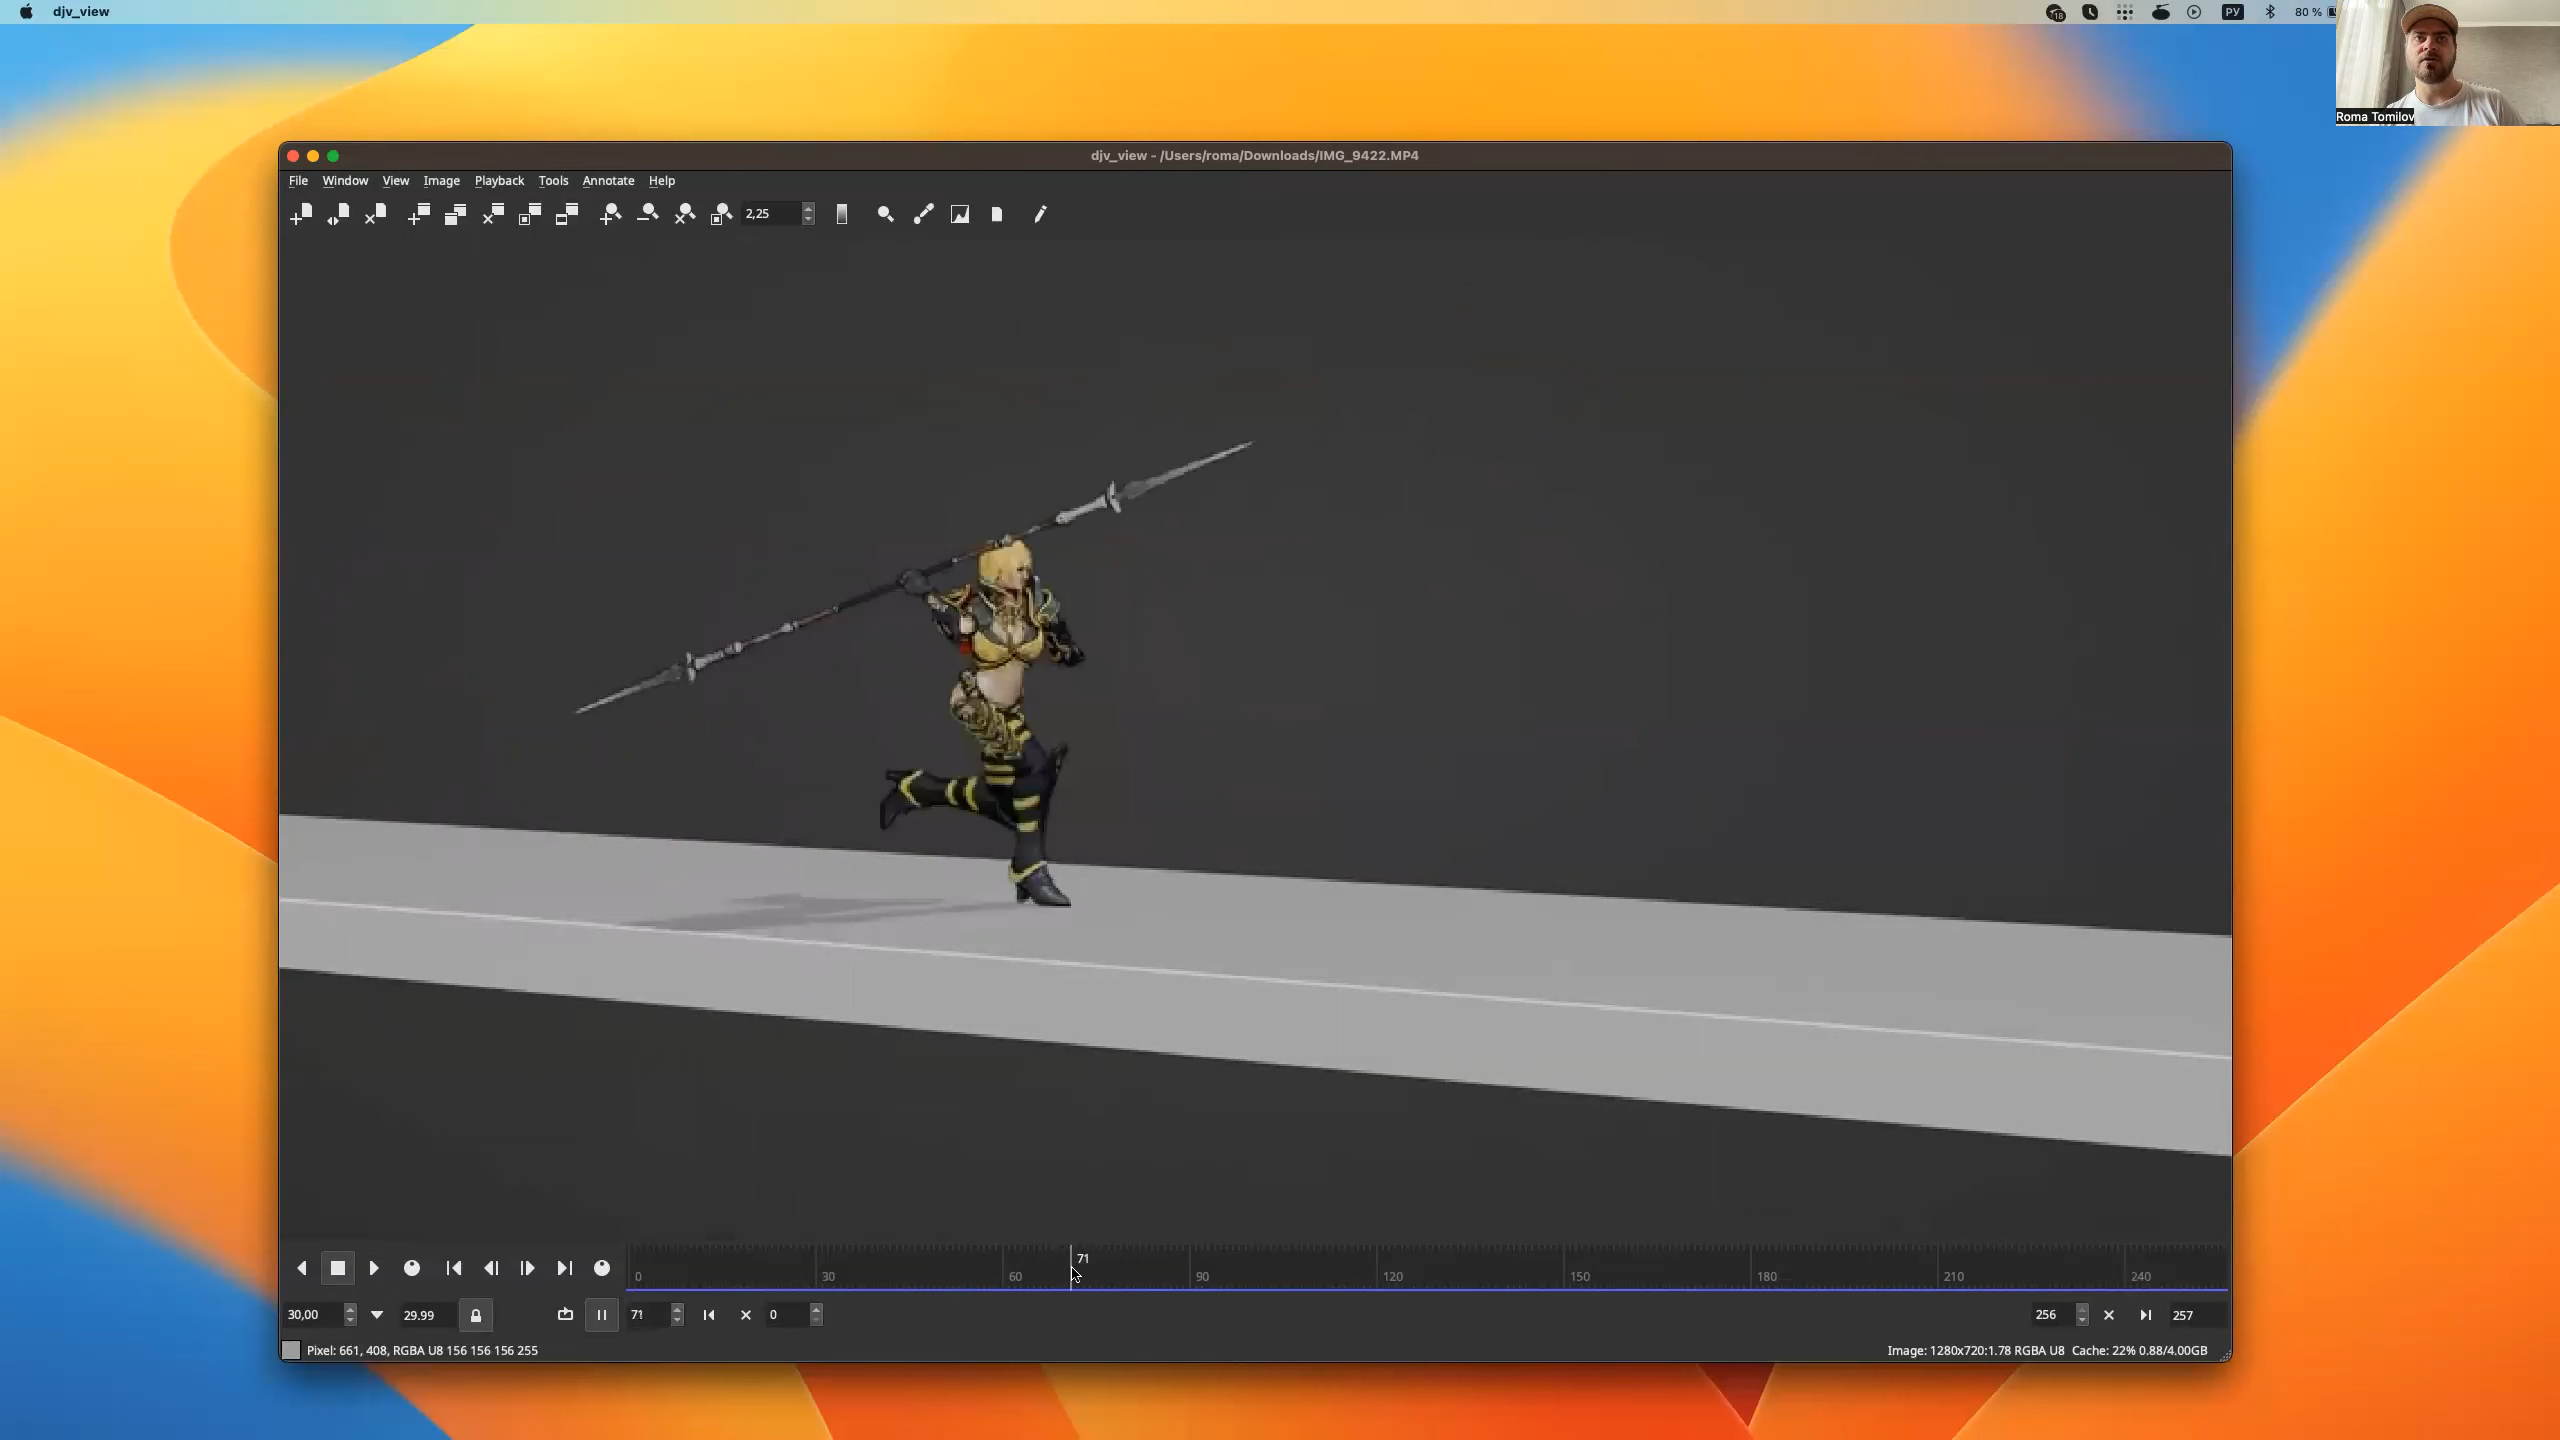 djv_view
18
РУ
80 %
Roma Tomilov
djv_view - /Users/roma/Downloads/IMG_9422.MP4
File Window View Image Playback Tools Annotate Help
2,25
71
0 30 60 90 120 150 180 210 240
30,00 29.99 71 0 256 257
Pixel: 661, 408, RGBA U8 156 156 156 255
Image: 1280x720:1.78 RGBA U8 Cache: 22% 0.88/4.00GB